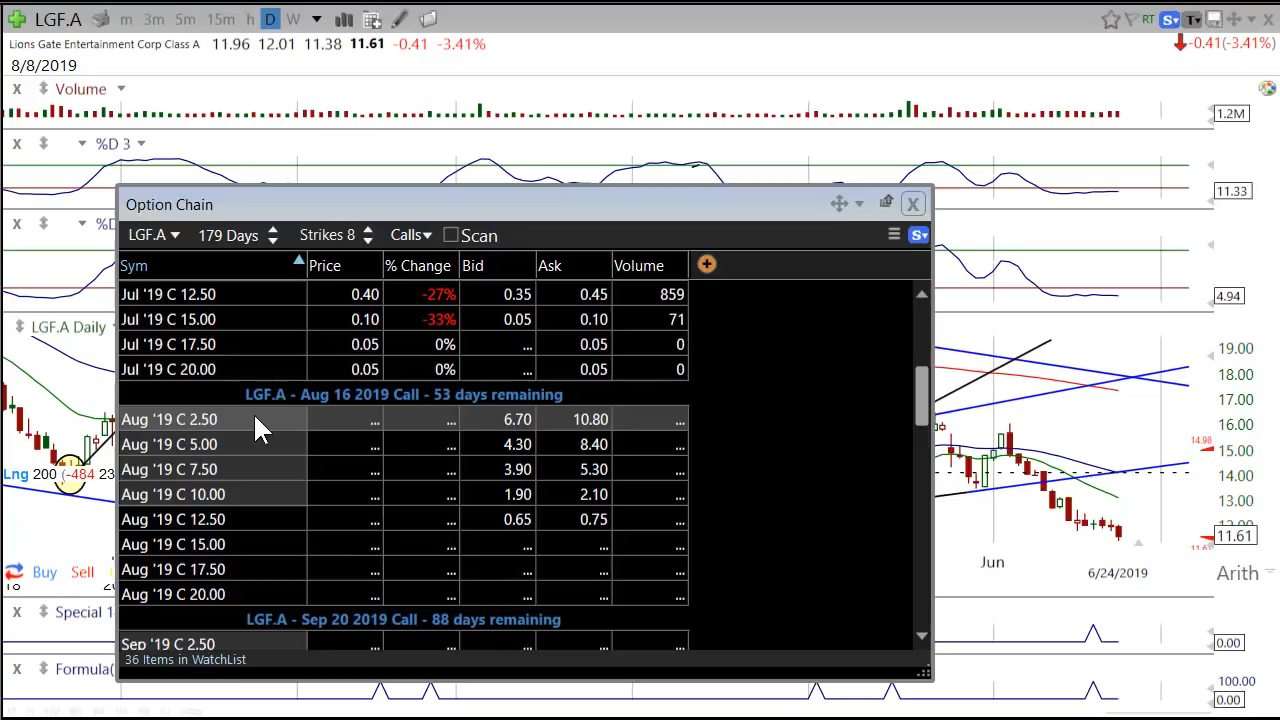 LGF.A m 3m 5m 15m h D W RT S T
Lions Gate Entertainment Corp Class A 11.96 12.01 11.38 11.61 -0.41 -3.41% -0.41(-3.41%)
8/8/2019
X Volume
1.2M
X %D 3
11.33
X %D
4.94
Option Chain X
LGF.A 179 Days Strikes 8 Calls Scan S
Sym Price % Change Bid Ask Volume
Jul '19 C 12.50 0.40 -27% 0.35 0.45 859
Jul '19 C 15.00 0.10 -33% 0.05 0.10 71
Jul '19 C 17.50 0.05 0% ... 0.05 0
Jul '19 C 20.00 0.05 0% ... 0.05 0
LGF.A - Aug 16 2019 Call - 53 days remaining
Aug '19 C 2.50 ... ... 6.70 10.80 ...
Aug '19 C 5.00 ... ... 4.30 8.40 ...
Aug '19 C 7.50 ... ... 3.90 5.30 ...
Aug '19 C 10.00 ... ... 1.90 2.10 ...
Aug '19 C 12.50 ... ... 0.65 0.75 ...
Aug '19 C 15.00 ... ... ... ... ...
Aug '19 C 17.50 ... ... ... ... ...
Aug '19 C 20.00 ... ... ... ... ...
LGF.A - Sep 20 2019 Call - 88 days remaining
Sep '19 C 2.50 ... ... ... ... ...
36 Items in WatchList
LGF.A Daily
Lng 200 (-484 23
Buy Sell
18 20
19.00
18.00
17.00
16.00
14.98
15.00
14.00
13.00
12.00
11.61
Jun
6/24/2019
Arith
X Special 1
0.00
X Formula(
100.00
0.00